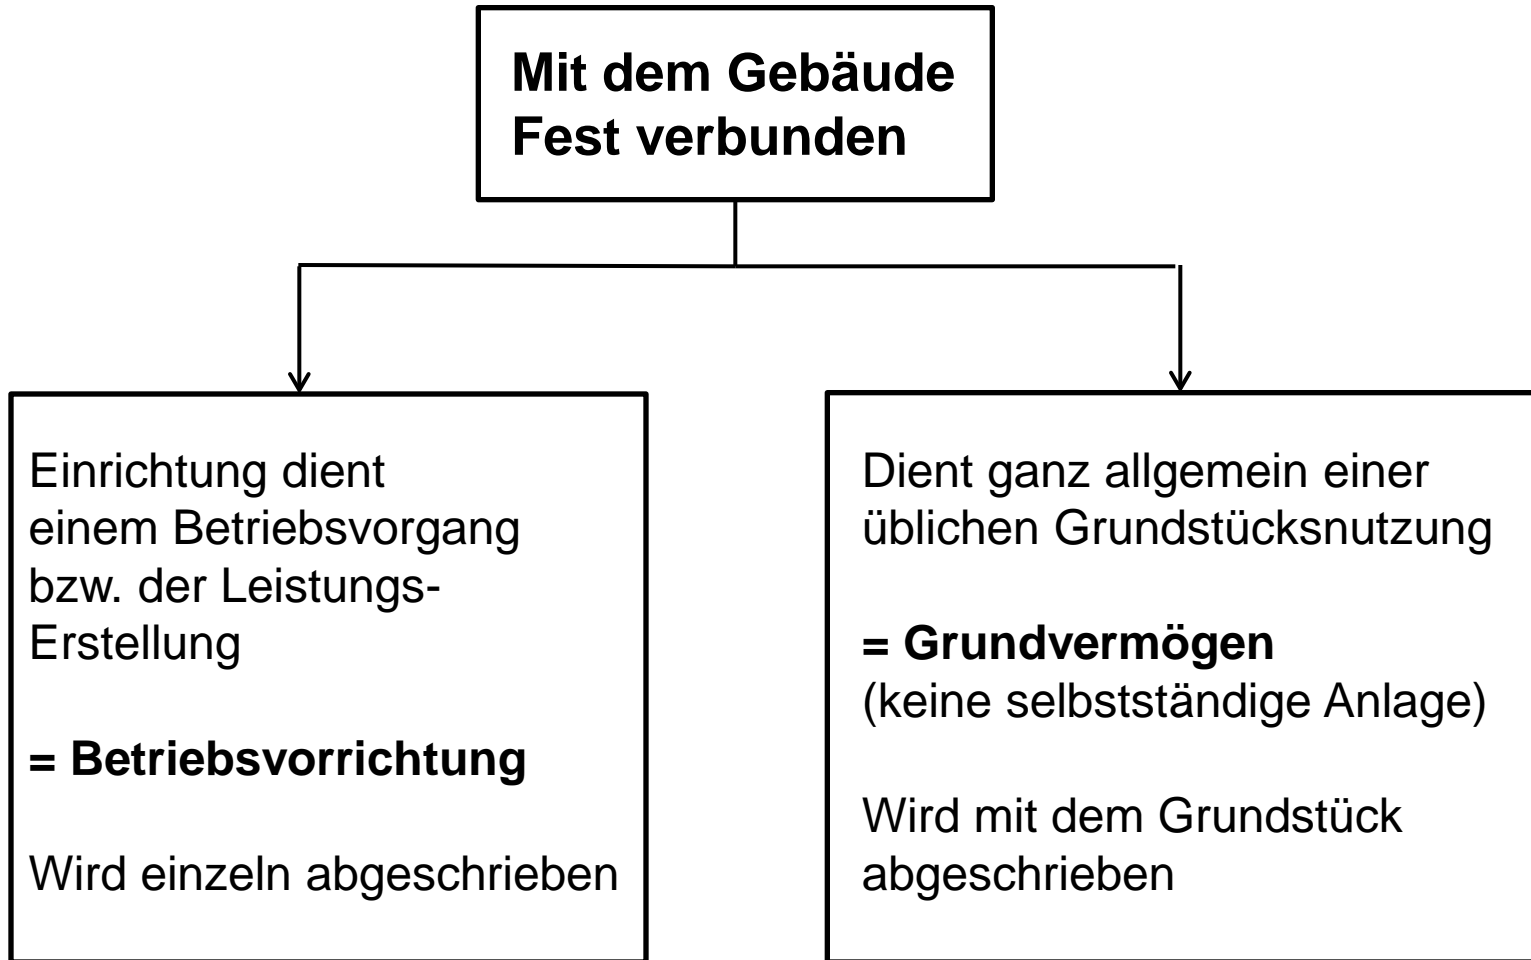 Mit dem Gebäude
Fest verbunden
Einrichtung dient
einem Betriebsvorgang
bzw. der Leistungs-
Erstellung
= Betriebsvorrichtung
Wird einzeln abgeschrieben
Dient ganz allgemein einer
üblichen Grundstücksnutzung
= Grundvermögen
(keine selbstständige Anlage)
Wird mit dem Grundstück
abgeschrieben